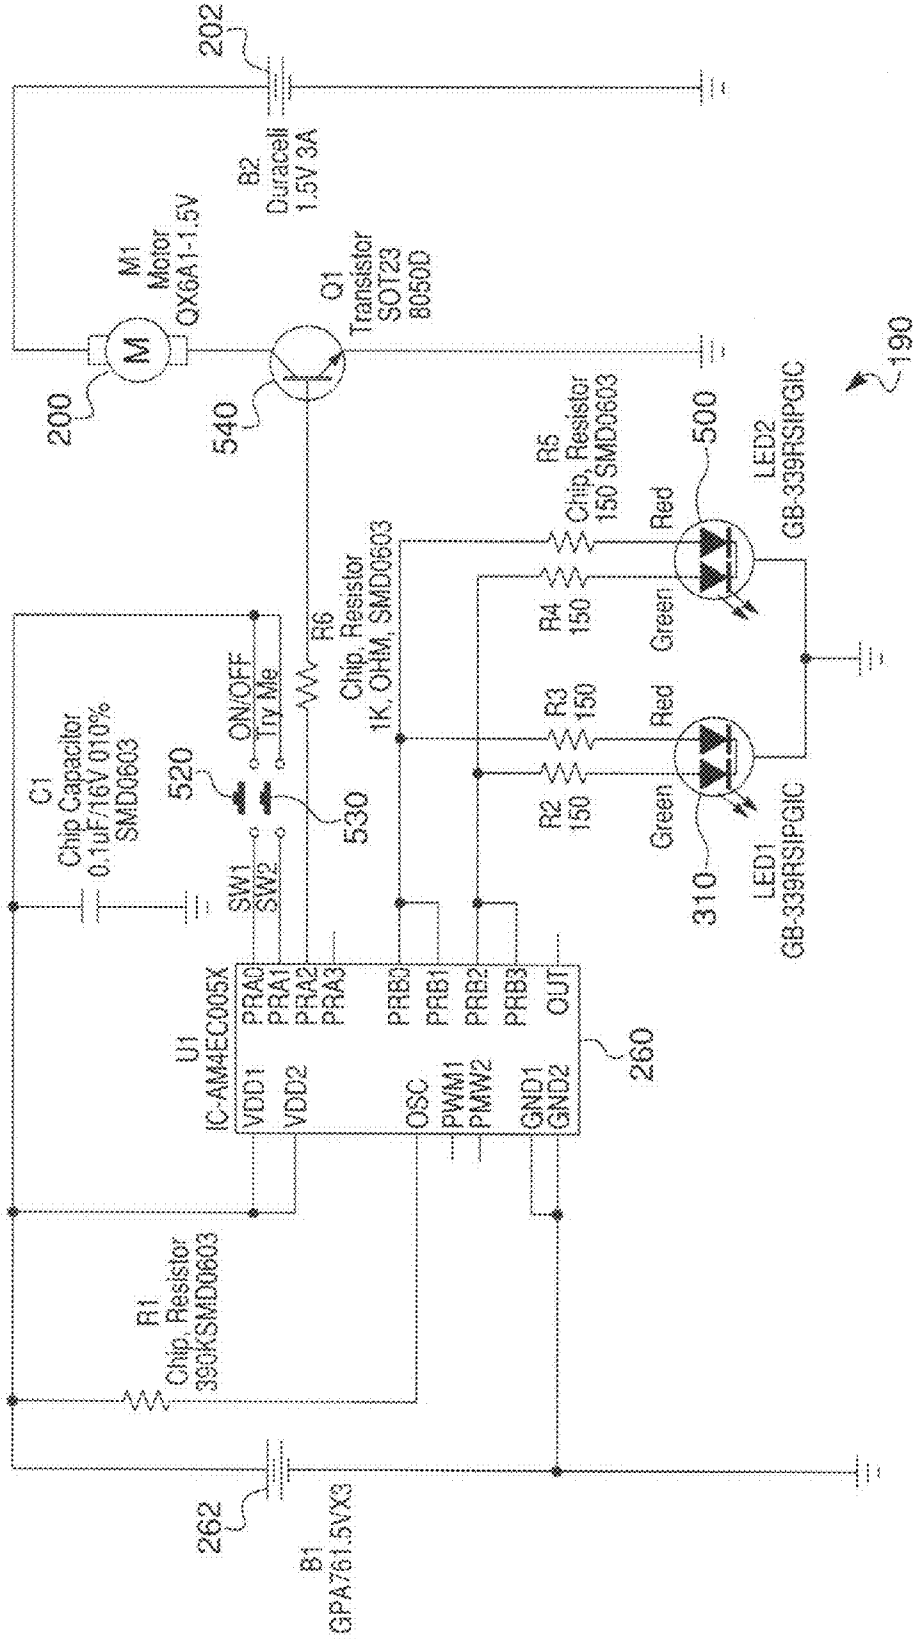 262
B1
GPA761.5VX3
R1
Chip, Resistor
390KSMD0603
C1
Chip Capacitor
0.1uF/16V 010%
SMD0603
U1
IC-AM4EC005X
VDD1
VDD2
OSC
PWM1
PMW2
GND1
GND2
PRA0
PRA1
PRA2
PRA3
PRB0
PRB1
PRB2
PRB3
OUT
260
SW1
SW2
520
530
ON/OFF
Try Me
R6
Chip, Resistor
1K, OHM, SMD0603
200
M
M1
Motor
QX6A1-1.5V
540
Q1
Transistor
SOT23
8050D
202
B2
Duracell
1.5V 3A
R2
150
R3
150
R4
150
R5
Chip, Resistor
150 SMD0603
Green
Red
Green
Red
310
LED1
GB-339RSIPGIC
500
LED2
GB-339RSIPGIC
190